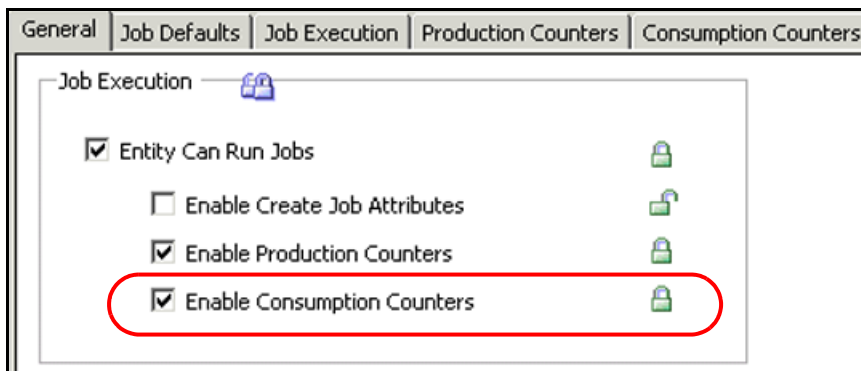 General Job Defaults Job Execution Production Counters Consumption Counters
Job Execution
Entity Can Run Jobs
Enable Create Job Attributes
Enable Production Counters
Enable Consumption Counters